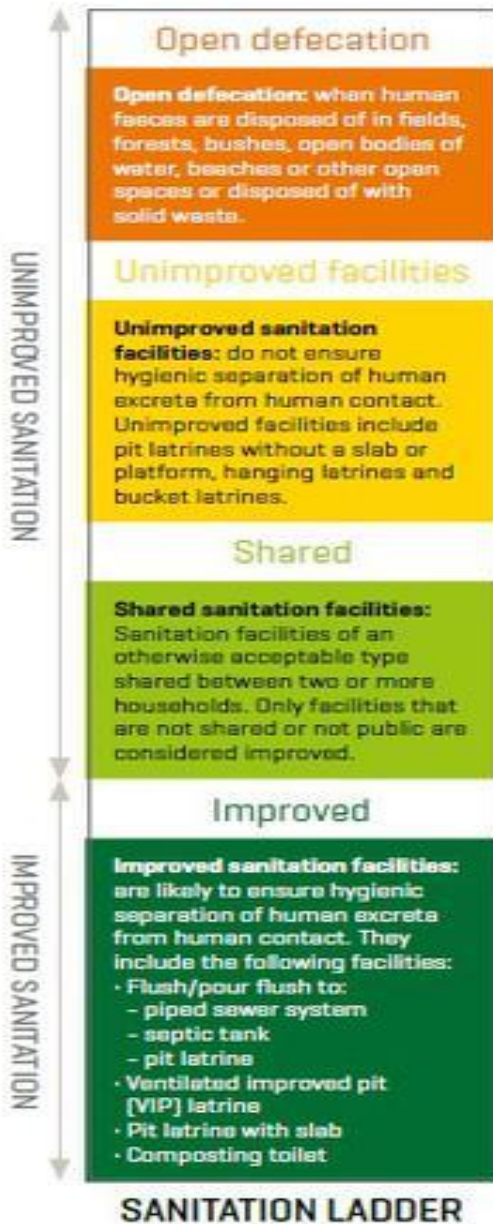 Open defecation
Open defecation: when human
faeces are disposed of in fields,
forests, bushes, open bodies of
water, beaches or other open
spaces or disposed of with
solid waste.
Unimproved facilities
Unimproved sanitation
facilities: do not ensure
hygienic separation of human
excreta from human contact.
Unimproved facilities include
pit latrines without a slab or
platform, hanging latrines and
bucket latrines.
Shared
Shared sanitation facilities:
Sanitation facilities of an
otherwise acceptable type
shared between two or more
households. Only facilities that
are not shared or not public are
considered improved.
UNIMPROVED SANITATION
Improved
Improved sanitation facilities:
are likely to ensure hygienic
separation of human excreta
from human contact. They
include the following facilities:
· Flush/pour flush to:
– piped sewer system
– septic tank
– pit latrine
· Ventilated improved pit
(VIP) latrine
· Pit latrine with slab
· Composting toilet
IMPROVED SANITATION
SANITATION LADDER